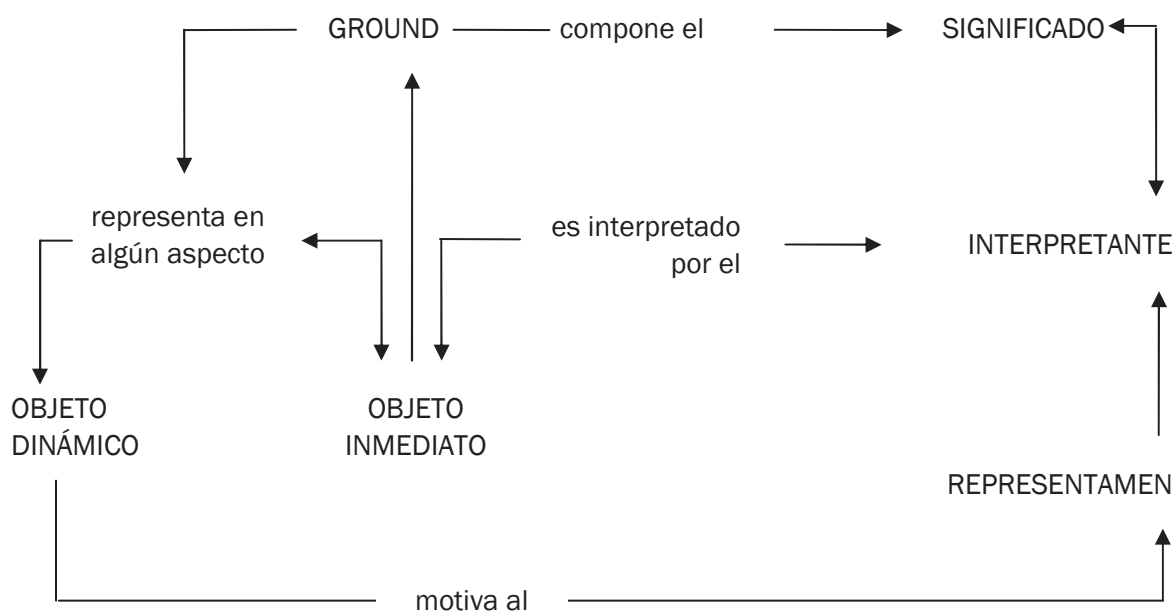 GROUND compone el SIGNIFICADO
representa en
algún aspecto
es interpretado
por el
INTERPRETANTE
OBJETO
DINÁMICO
OBJETO
INMEDIATO
REPRESENTAMEN
motiva al